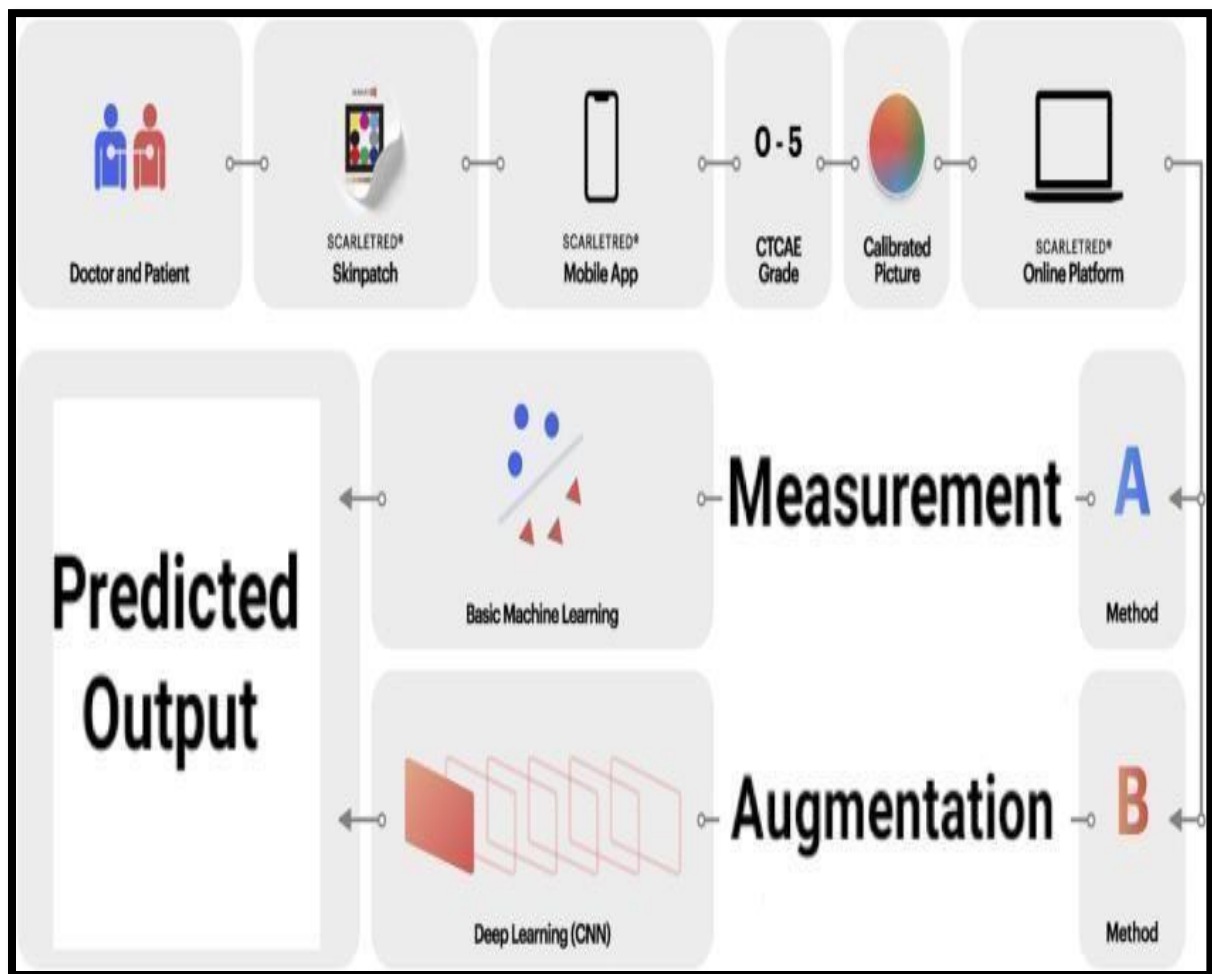 Doctor and Patient
SCARLETRED®
Skinpatch
SCARLETRED®
Mobile App
0 - 5
CTCAE
Grade
Calibrated
Picture
SCARLETRED®
Online Platform
A
Method
Measurement
Basic Machine Learning
B
Method
Augmentation
Deep Learning (CNN)
Predicted
Output